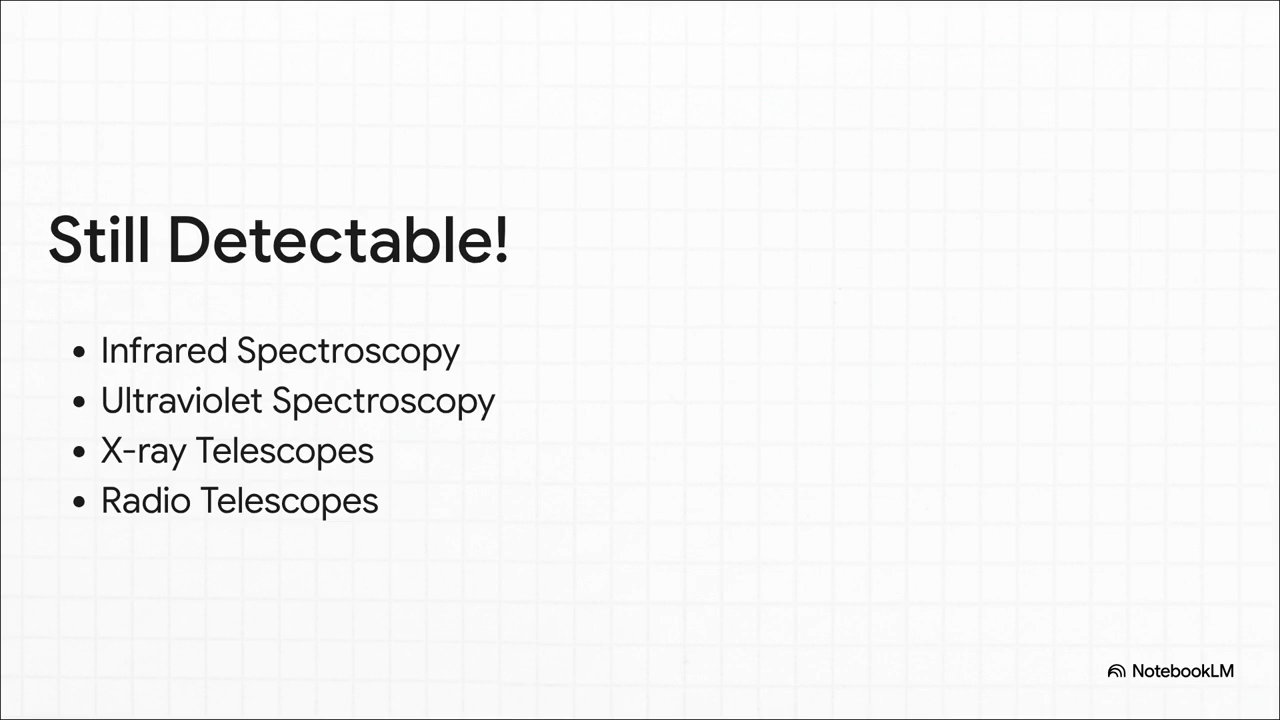 Still Detectable!
• Infrared Spectroscopy
• Ultraviolet Spectroscopy
• X-ray Telescopes
• Radio Telescopes
NotebookLM